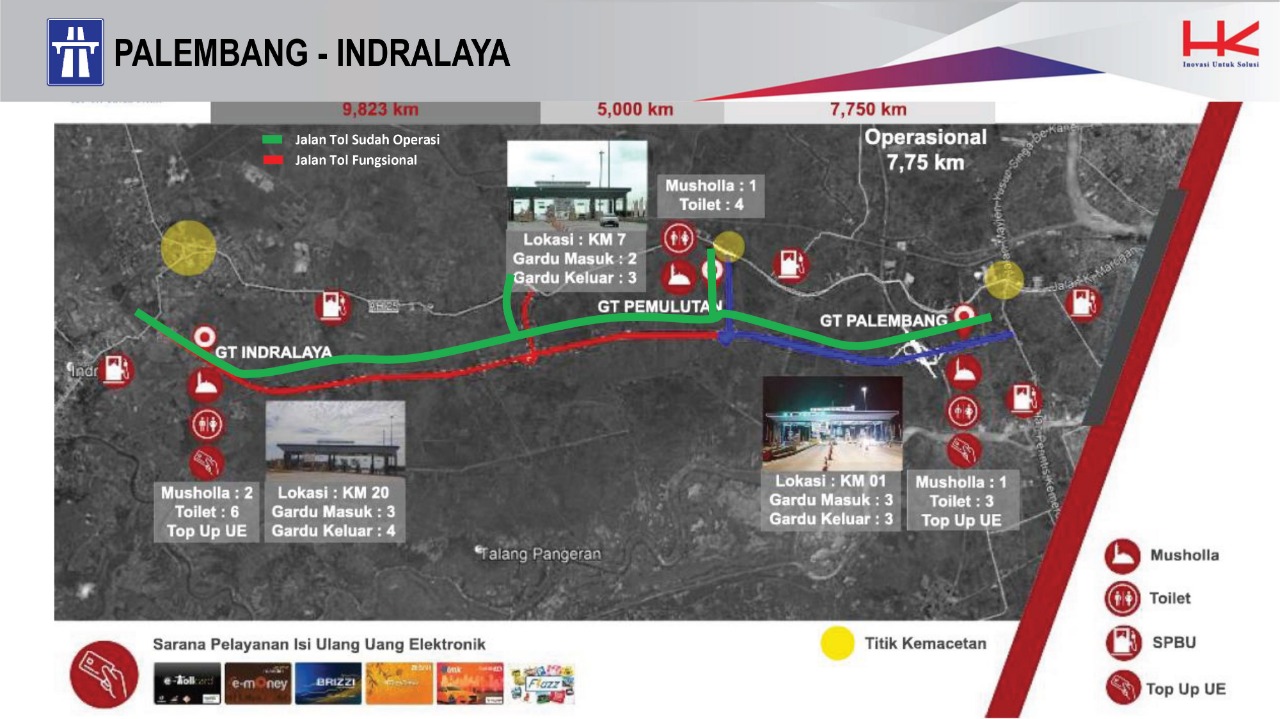 PALEMBANG - INDRALAYA
HK
Inovasi Untuk Solusi
9,823 km
5,000 km
7,750 km
Jalan Tol Sudah Operasi
Jalan Tol Fungsional
Operasional
7,75 km
Musholla : 1
Toilet : 4
Lokasi : KM 7
Gardu Masuk : 2
Gardu Keluar : 3
GT PEMULUTAN
GT PALEMBANG
GT INDRALAYA
Indr
Musholla : 2
Toilet : 6
Top Up UE
Lokasi : KM 20
Gardu Masuk : 3
Gardu Keluar : 4
Lokasi : KM 01
Gardu Masuk : 3
Gardu Keluar : 3
Musholla : 1
Toilet : 3
Top Up UE
Talang Pangeran
Musholla
Toilet
SPBU
Top Up UE
Titik Kemacetan
Sarana Pelayanan Isi Ulang Uang Elektronik
e-Tollcard
e-money
BRIZZI
Flazz